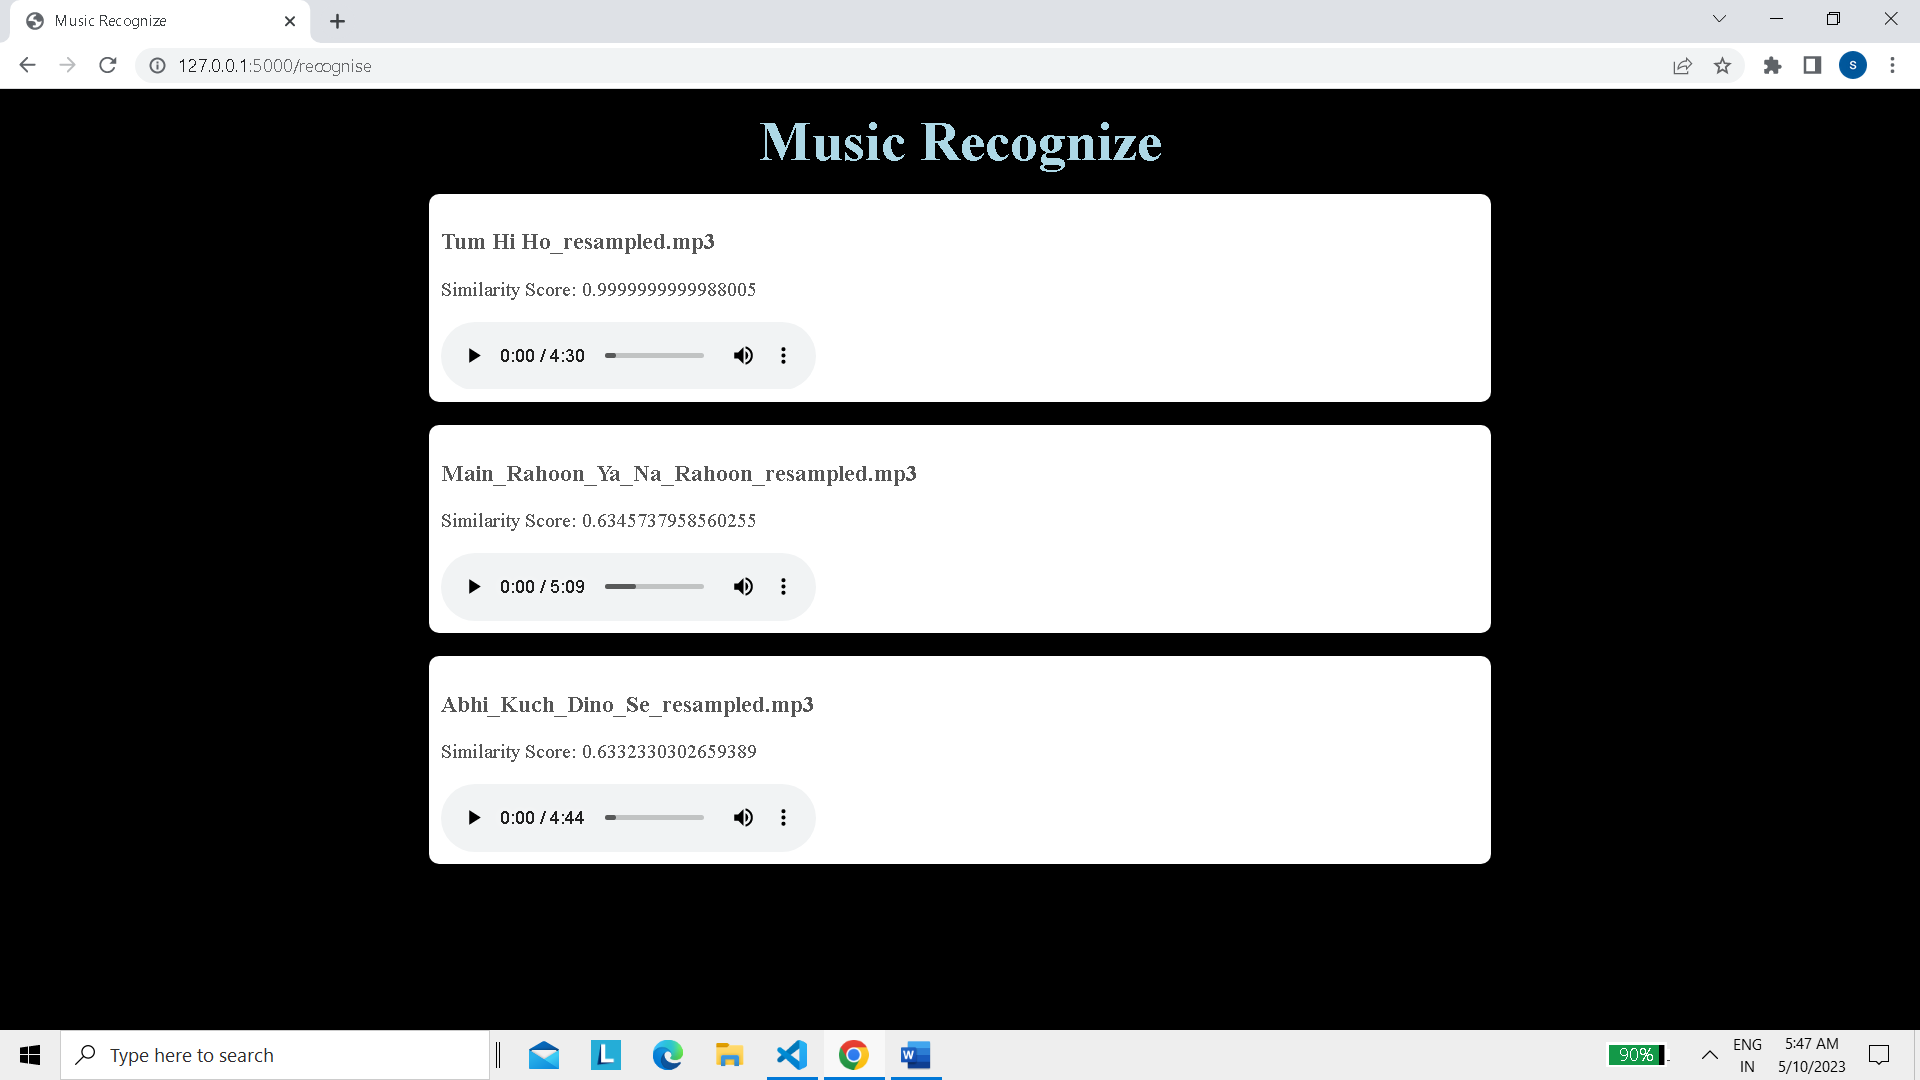 Music Recognize
127.0.0.1:5000/recognise
S
Music Recognize
Tum Hi Ho_resampled.mp3
Similarity Score: 0.9999999999988005
0:00 / 4:30
Main_Rahoon_Ya_Na_Rahoon_resampled.mp3
Similarity Score: 0.6345737958560255
0:00 / 5:09
Abhi_Kuch_Dino_Se_resampled.mp3
Similarity Score: 0.6332330302659389
0:00 / 4:44
Type here to search
L
W
90%
ENG
IN
5:47 AM
5/10/2023